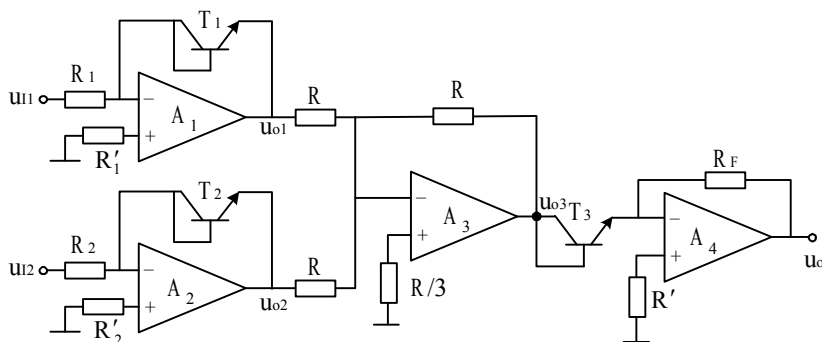 T1
R1
uI1
A1
−
+
R′1
uo1
R
R
T2
R2
uI2
A2
−
+
R′2
uo2
R
A3
−
+
R/3
uo3
T3
RF
A4
−
+
R′
uo